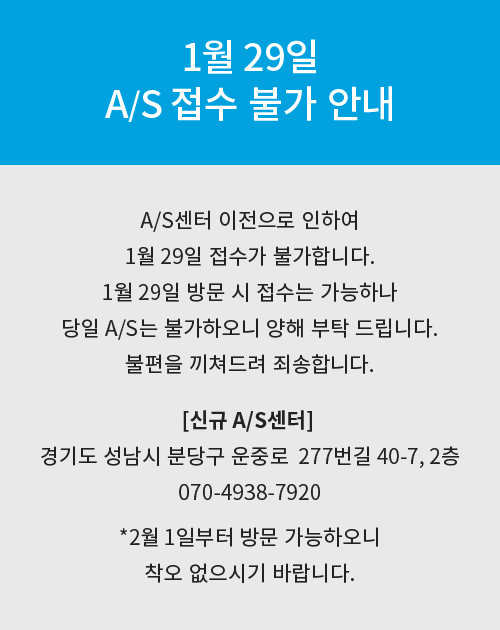 1월 29일
A/S 접수 불가 안내
A/S센터 이전으로 인하여
1월 29일 접수가 불가합니다.
1월 29일 방문 시 접수는 가능하나
당일 A/S는 불가하오니 양해 부탁 드립니다.
불편을 끼쳐드려 죄송합니다.
[신규 A/S센터]
경기도 성남시 분당구 운중로 277번길 40-7, 2층
070-4938-7920
*2월 1일부터 방문 가능하오니
착오 없으시기 바랍니다.